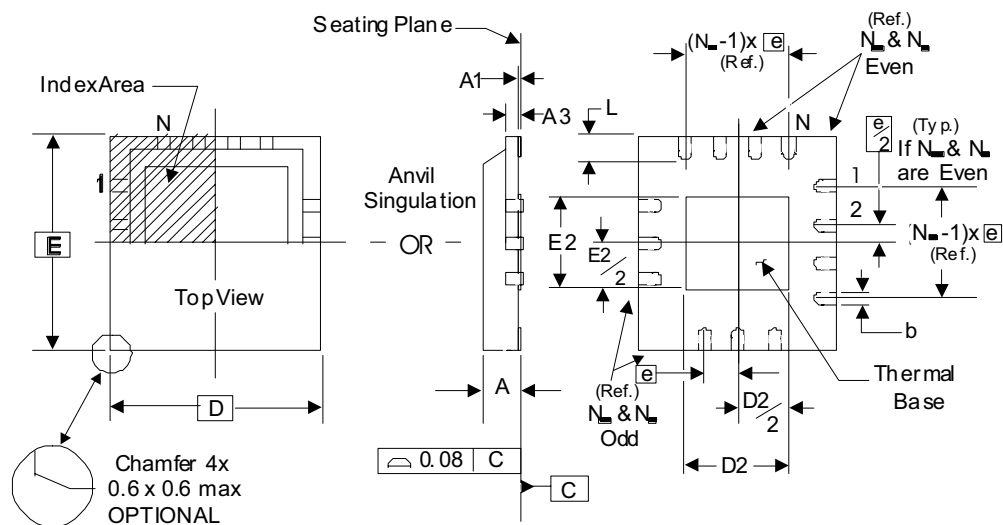 Seating Plane
IndexArea
N
1
E
TopView
D
Chamfer 4x
0.6 x 0.6 max
OPTIONAL
A1
A3
L
Anvil
Singulation
OR
A
0.08 C
C
(N -1)x e
(Ref.)
(Ref.)
N & N
Even
N
1
2
e/2
(Typ.)
If N & N
are Even
(N -1)x e
(Ref.)
b
E2
E2/2
Thermal
Base
e
D2/2
D2
(Ref.)
N & N
Odd